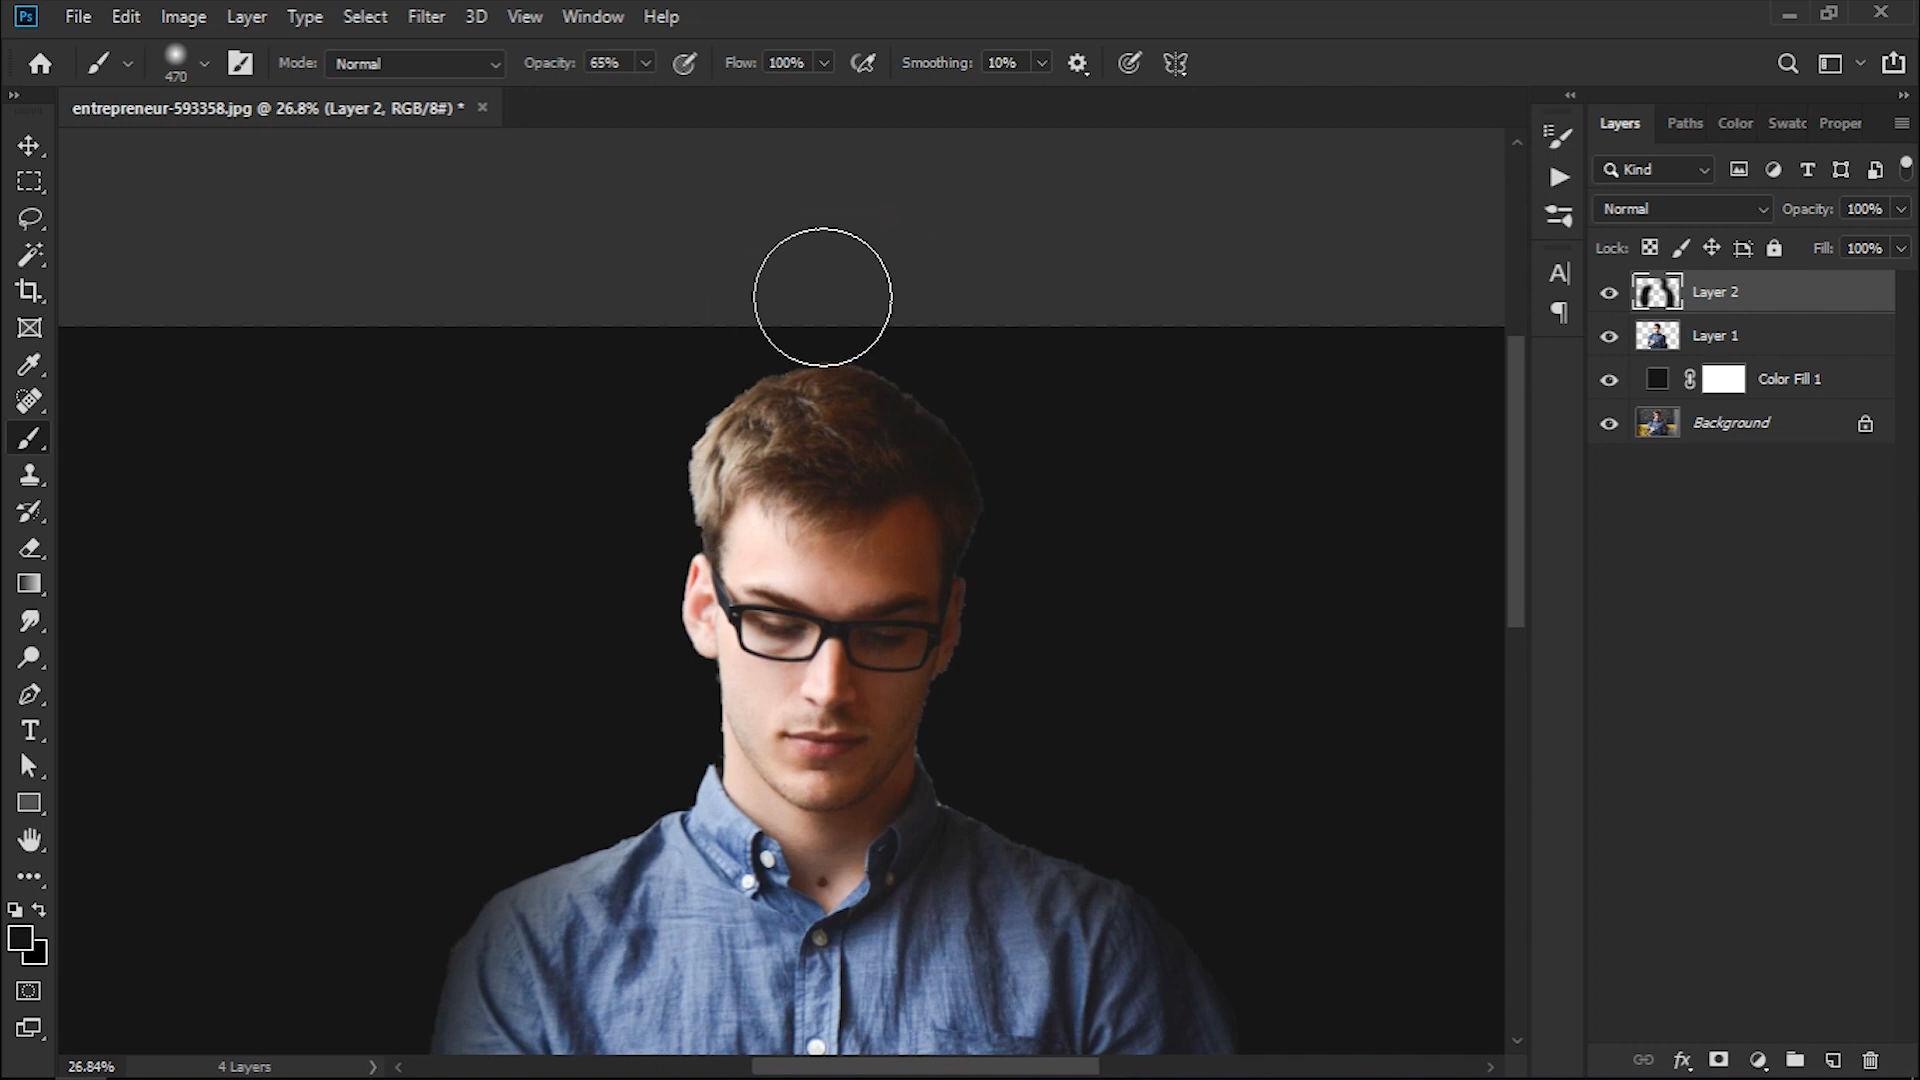 Ps File Edit Image Layer Type Select Filter 3D View Window Help
470 Mode: Normal Opacity: 65% Flow: 100% Smoothing: 10%
entrepreneur-593358.jpg @ 26.8% (Layer 2, RGB/8#) *
Layers Paths Color Swatc Proper
Kind
Normal Opacity: 100%
Lock: Fill: 100%
Layer 2
Layer 1
Color Fill 1
Background
26.84% 4 Layers